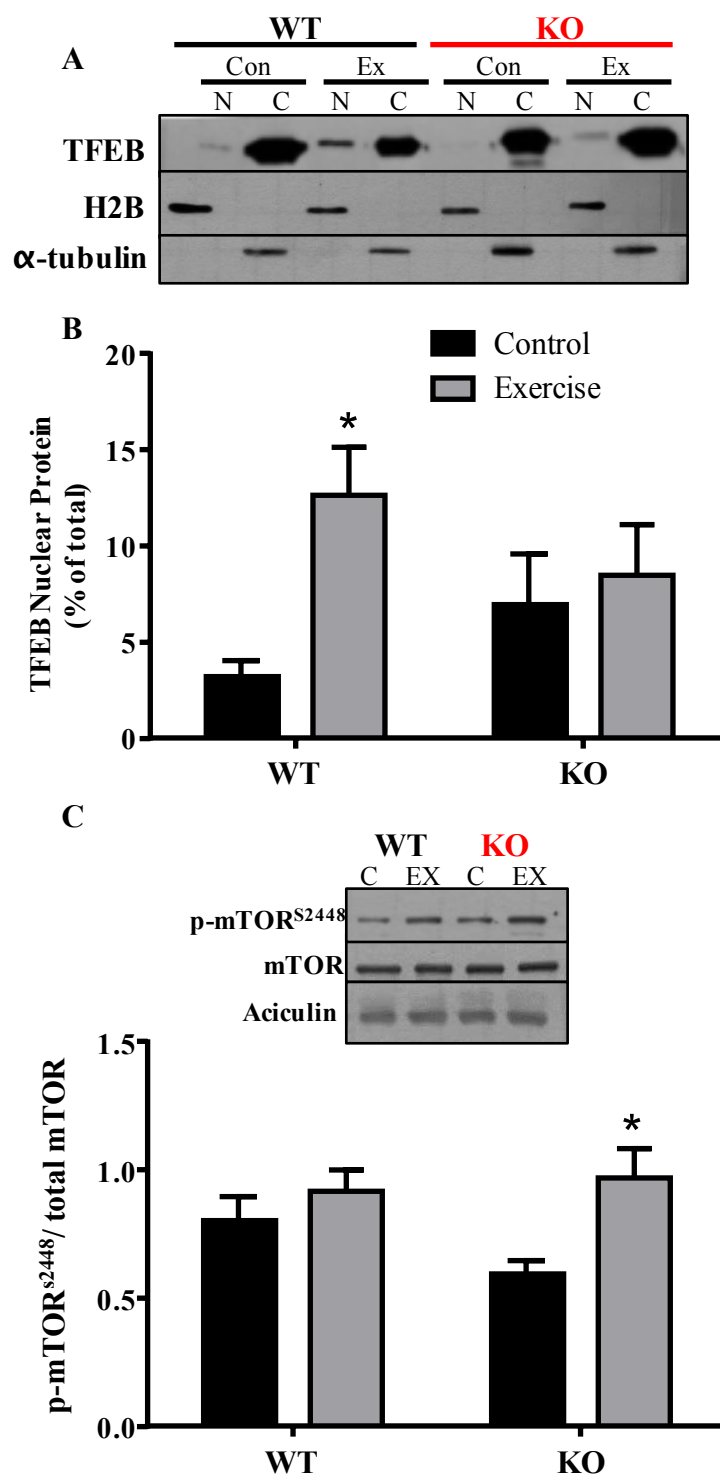 WT KO
A
Con Ex Con Ex
N C N C N C N C
TFEB
H2B
α-tubulin
B
Control
Exercise
TFEB Nuclear Protein
(% of total)
20
15
10
5
0
*
WT KO
C
WT KO
C EX C EX
p-mTOR^S2448
mTOR
Aciculin
p-mTOR^s2448/ total mTOR
1.5
1.0
0.5
0.0
*
WT KO